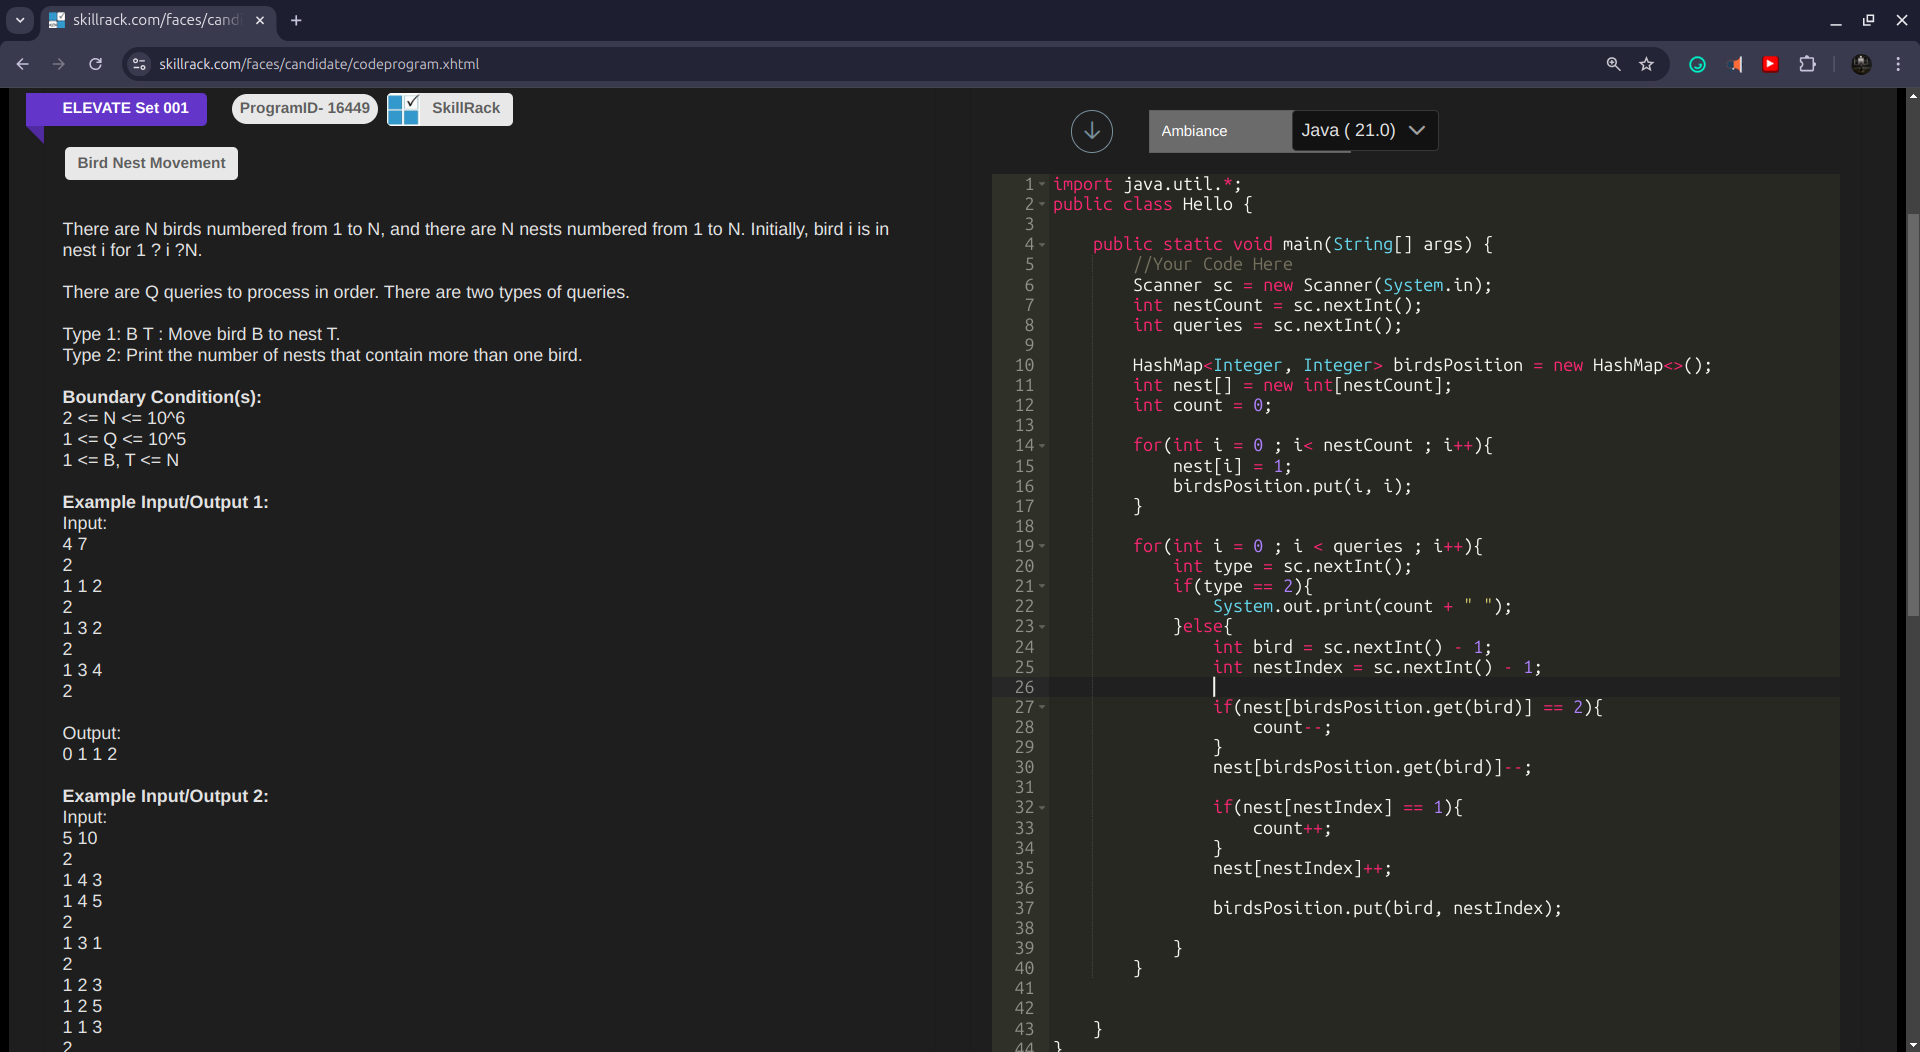 skillrack.com/faces/cand
skillrack.com/faces/candidate/codeprogram.xhtml
ELEVATE Set 001
ProgramID- 16449
SkillRack
Bird Nest Movement
There are N birds numbered from 1 to N, and there are N nests numbered from 1 to N. Initially, bird i is in
nest i for 1 ? i ?N.
There are Q queries to process in order. There are two types of queries.
Type 1: B T : Move bird B to nest T.
Type 2: Print the number of nests that contain more than one bird.
Boundary Condition(s):
2 <= N <= 10^6
1 <= Q <= 10^5
1 <= B, T <= N
Example Input/Output 1:
Input:
4 7
2
1 1 2
2
1 3 2
2
1 3 4
2
Output:
0 1 1 2
Example Input/Output 2:
Input:
5 10
2
1 4 3
1 4 5
2
1 3 1
2
1 2 3
1 2 5
1 1 3
2
Ambiance
Java ( 21.0)
1 import java.util.*;
2 public class Hello {
3
4 public static void main(String[] args) {
5 //Your Code Here
6 Scanner sc = new Scanner(System.in);
7 int nestCount = sc.nextInt();
8 int queries = sc.nextInt();
9
10 HashMap<Integer, Integer> birdsPosition = new HashMap<>();
11 int nest[] = new int[nestCount];
12 int count = 0;
13
14 for(int i = 0 ; i< nestCount ; i++){
15 nest[i] = 1;
16 birdsPosition.put(i, i);
17 }
18
19 for(int i = 0 ; i < queries ; i++){
20 int type = sc.nextInt();
21 if(type == 2){
22 System.out.print(count + " ");
23 }else{
24 int bird = sc.nextInt() - 1;
25 int nestIndex = sc.nextInt() - 1;
26
27 if(nest[birdsPosition.get(bird)] == 2){
28 count--;
29 }
30 nest[birdsPosition.get(bird)]--;
31
32 if(nest[nestIndex] == 1){
33 count++;
34 }
35 nest[nestIndex]++;
36
37 birdsPosition.put(bird, nestIndex);
38
39 }
40 }
41
42
43 }
44 }